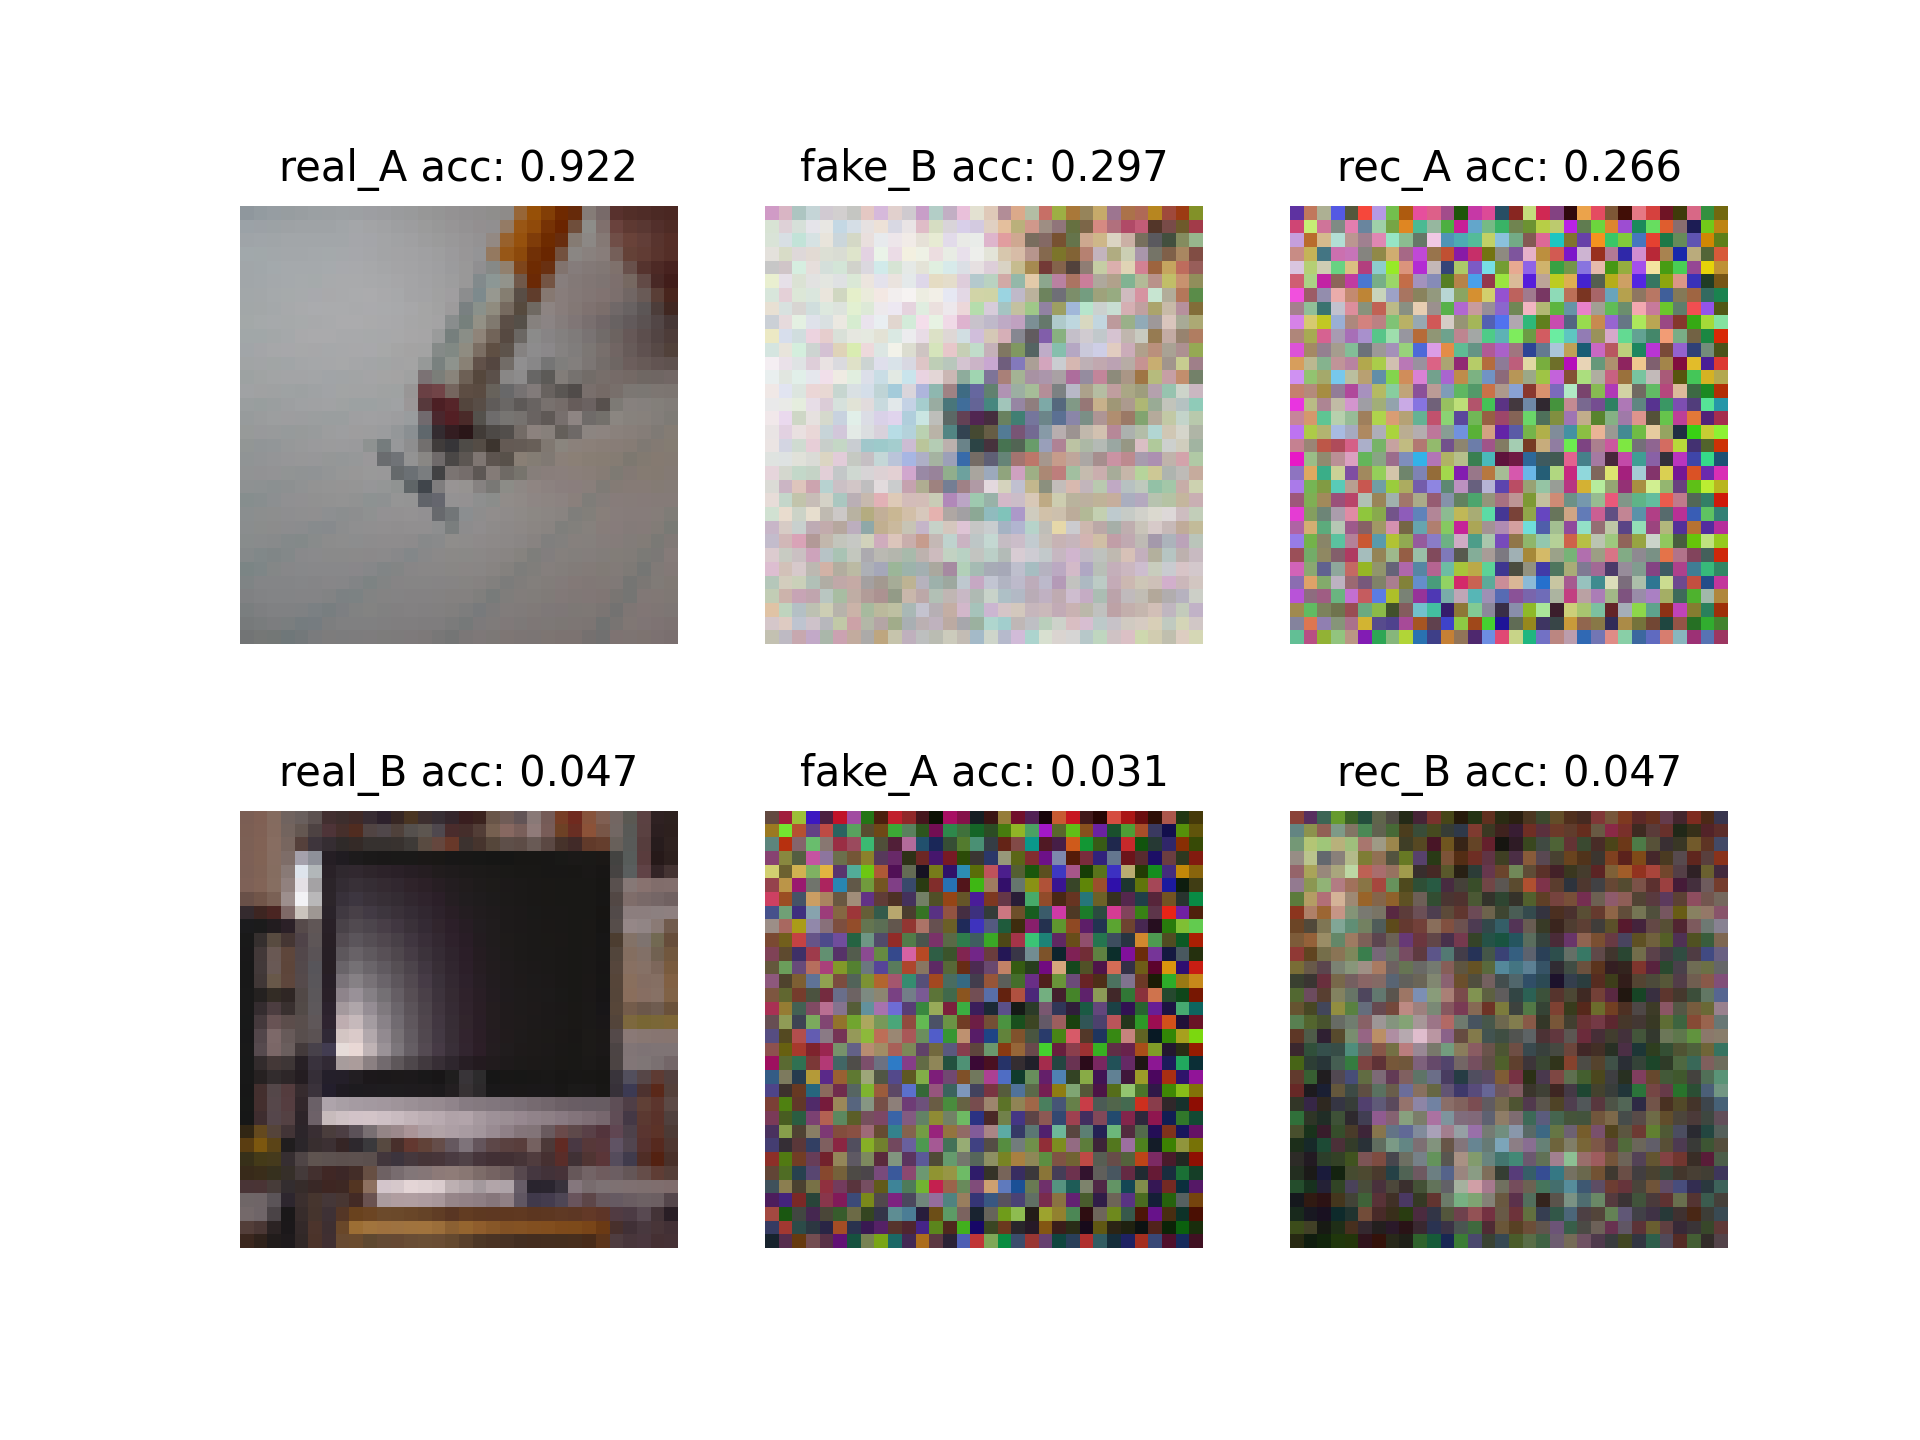 real_A acc: 0.922
fake_B acc: 0.297
rec_A acc: 0.266
real_B acc: 0.047
fake_A acc: 0.031
rec_B acc: 0.047